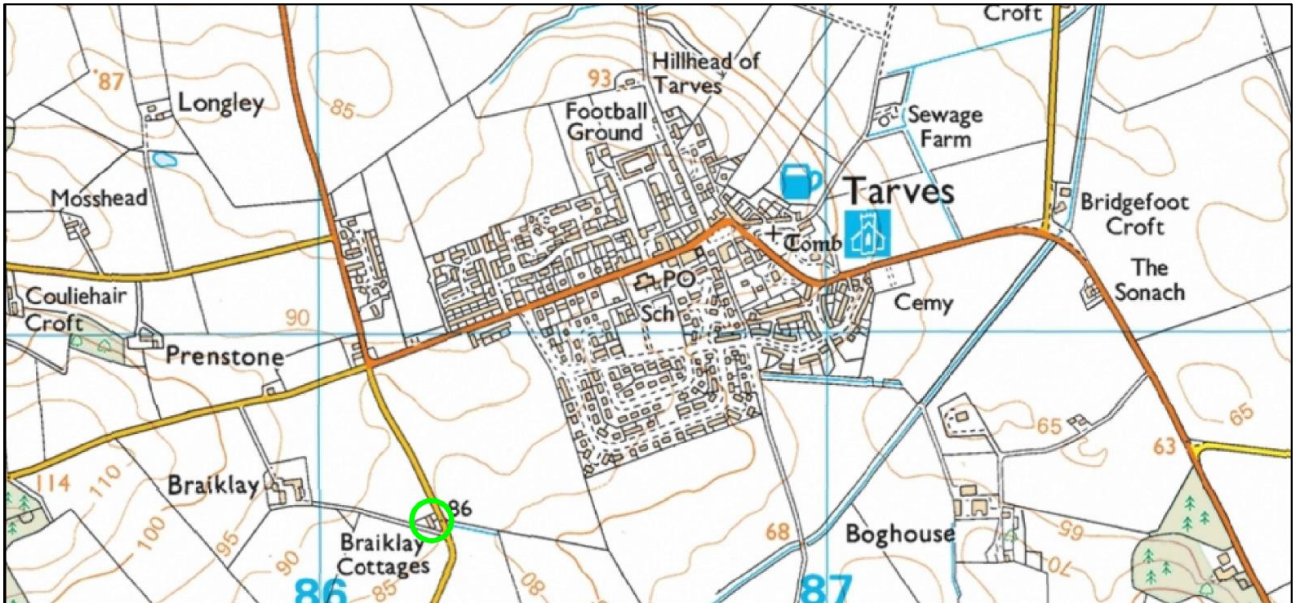 Croft
Hillhead of
Tarves
93
87
Longley
85
Football
Ground
Sewage
Farm
Mosshead
Tarves
Bridgefoot
Croft
Tomb
PO
The
Sonach
Couliehair
Croft
Sch
Cemy
90
Prenstone
65
65
63
114
110
Braiklay
86
100
95
68
Boghouse
65
Braiklay
Cottages
90
70
80
86
85
87